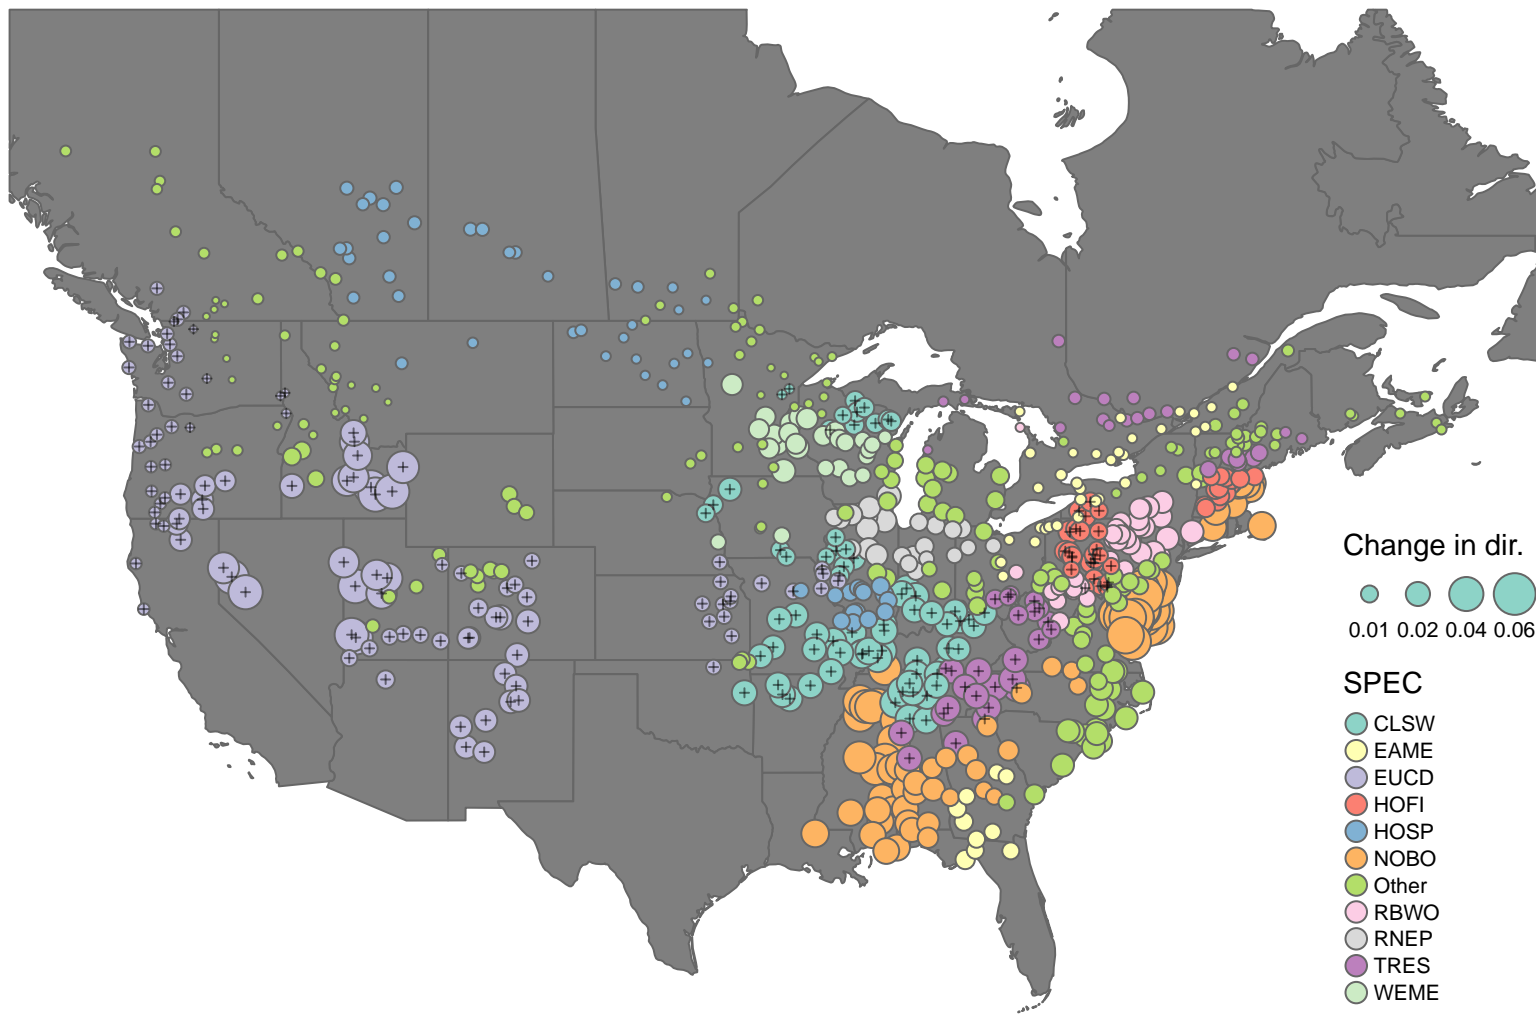 Change in dir.
0.01 0.02 0.04 0.06
SPEC
CLSW
EAME
EUCD
HOFI
HOSP
NOBO
Other
RBWO
RNEP
TRES
WEME